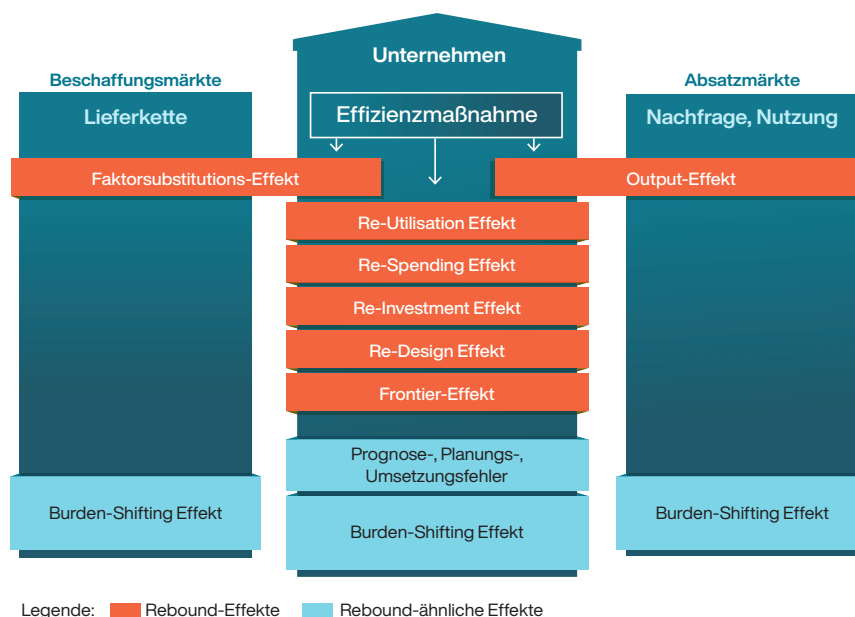 Unternehmen
Beschaffungsmärkte
Absatzmärkte
Lieferkette
Effizienzmaßnahme
Nachfrage, Nutzung
Faktorsubstitutions-Effekt
Output-Effekt
Re-Utilisation Effekt
Re-Spending Effekt
Re-Investment Effekt
Re-Design Effekt
Frontier-Effekt
Prognose-, Planungs-,
Umsetzungsfehler
Burden-Shifting Effekt
Burden-Shifting Effekt
Burden-Shifting Effekt
Legende: Rebound-Effekte Rebound-ähnliche Effekte